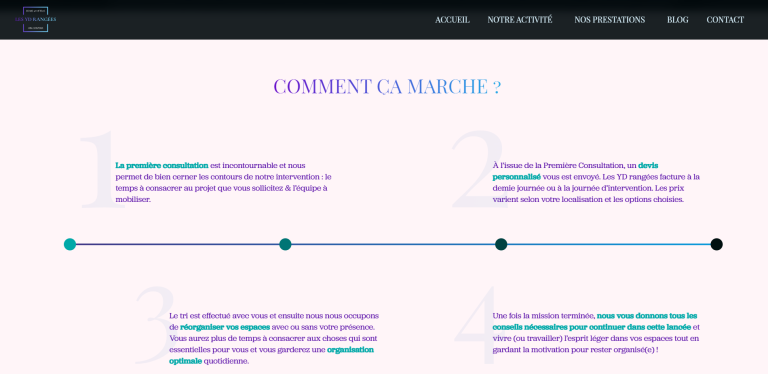 LES YD RANGÉES
ACCUEIL NOTRE ACTIVITÉ NOS PRESTATIONS BLOG CONTACT
COMMENT ÇA MARCHE ?
1
La première consultation est incontournable et nous
permet de bien cerner les contours de notre intervention : le
temps à consacrer au projet que vous sollicitez & l'équipe à
mobiliser.
2
À l'issue de la Première Consultation, un devis
personnalisé vous est envoyé. Les YD rangées facture à la
demie journée ou à la journée d'intervention. Les prix
varient selon votre localisation et les options choisies.
3
Le tri est effectué avec vous et ensuite nous nous occupons
de réorganiser vos espaces avec ou sans votre présence.
Vous aurez plus de temps à consacrer aux choses qui sont
essentielles pour vous et vous garderez une organisation
optimale quotidienne.
4
Une fois la mission terminée, nous vous donnons tous les
conseils nécessaires pour continuer dans cette lancée et
vivre (ou travailler) l'esprit léger dans vos espaces tout en
gardant la motivation pour rester organisé(e) !